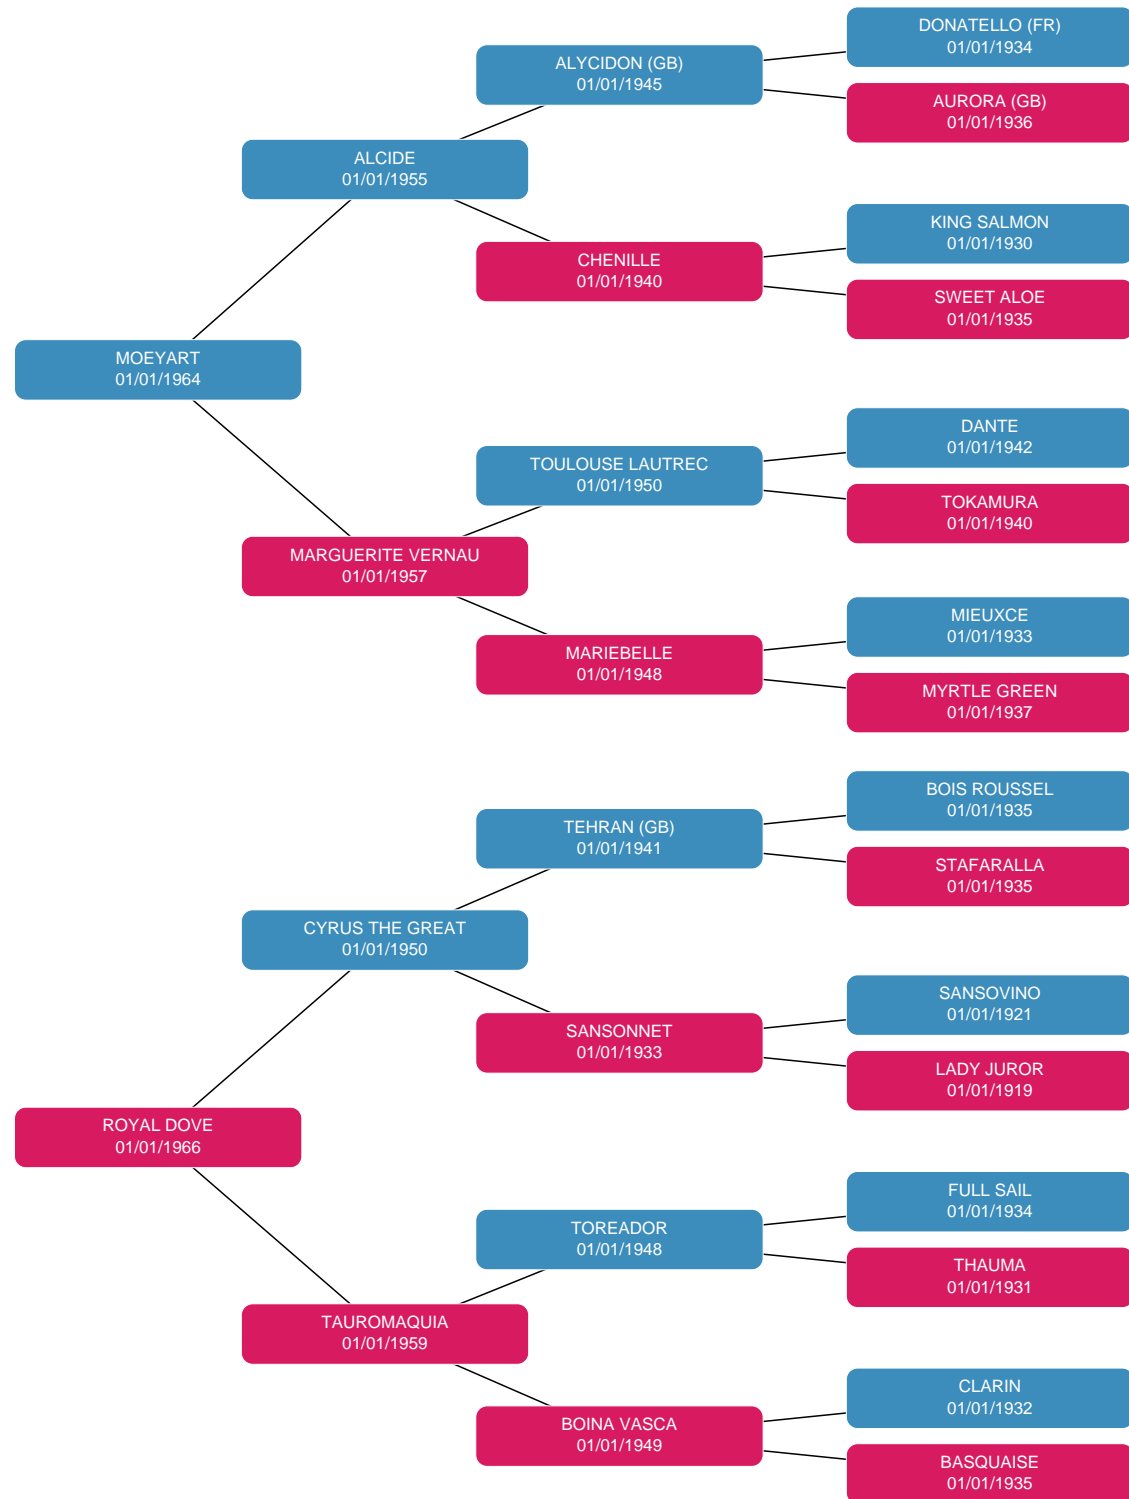 DONATELLO (FR)
01/01/1934
ALYCIDON (GB)
01/01/1945
AURORA (GB)
01/01/1936
ALCIDE
01/01/1955
KING SALMON
01/01/1930
CHENILLE
01/01/1940
SWEET ALOE
01/01/1935
MOEYART
01/01/1964
DANTE
01/01/1942
TOULOUSE LAUTREC
01/01/1950
TOKAMURA
01/01/1940
MARGUERITE VERNAU
01/01/1957
MIEUXCE
01/01/1933
MARIEBELLE
01/01/1948
MYRTLE GREEN
01/01/1937
BOIS ROUSSEL
01/01/1935
TEHRAN (GB)
01/01/1941
STAFARALLA
01/01/1935
CYRUS THE GREAT
01/01/1950
SANSOVINO
01/01/1921
SANSONNET
01/01/1933
LADY JUROR
01/01/1919
ROYAL DOVE
01/01/1966
FULL SAIL
01/01/1934
TOREADOR
01/01/1948
THAUMA
01/01/1931
TAUROMAQUIA
01/01/1959
CLARIN
01/01/1932
BOINA VASCA
01/01/1949
BASQUAISE
01/01/1935